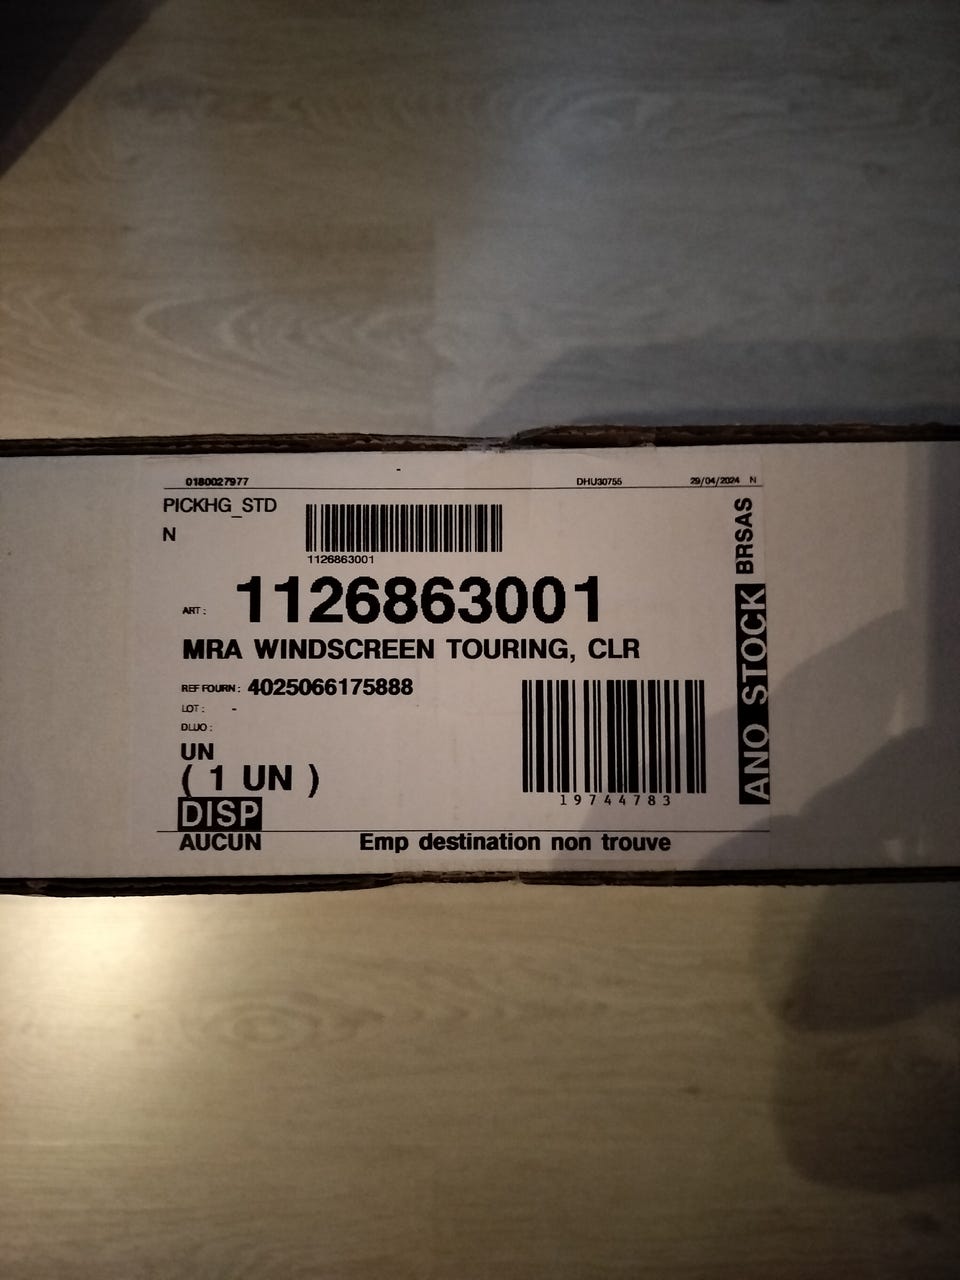 0180027977 DHU30755 29/04/2024 N
PICKHG_STD
N
1126863001
ART : 1126863001
MRA WINDSCREEN TOURING, CLR
REF FOURN : 4025066175888
LOT : -
DLUO :
UN
( 1 UN )
19744783
DISP
AUCUN Emp destination non trouve
ANO STOCK BRSAS